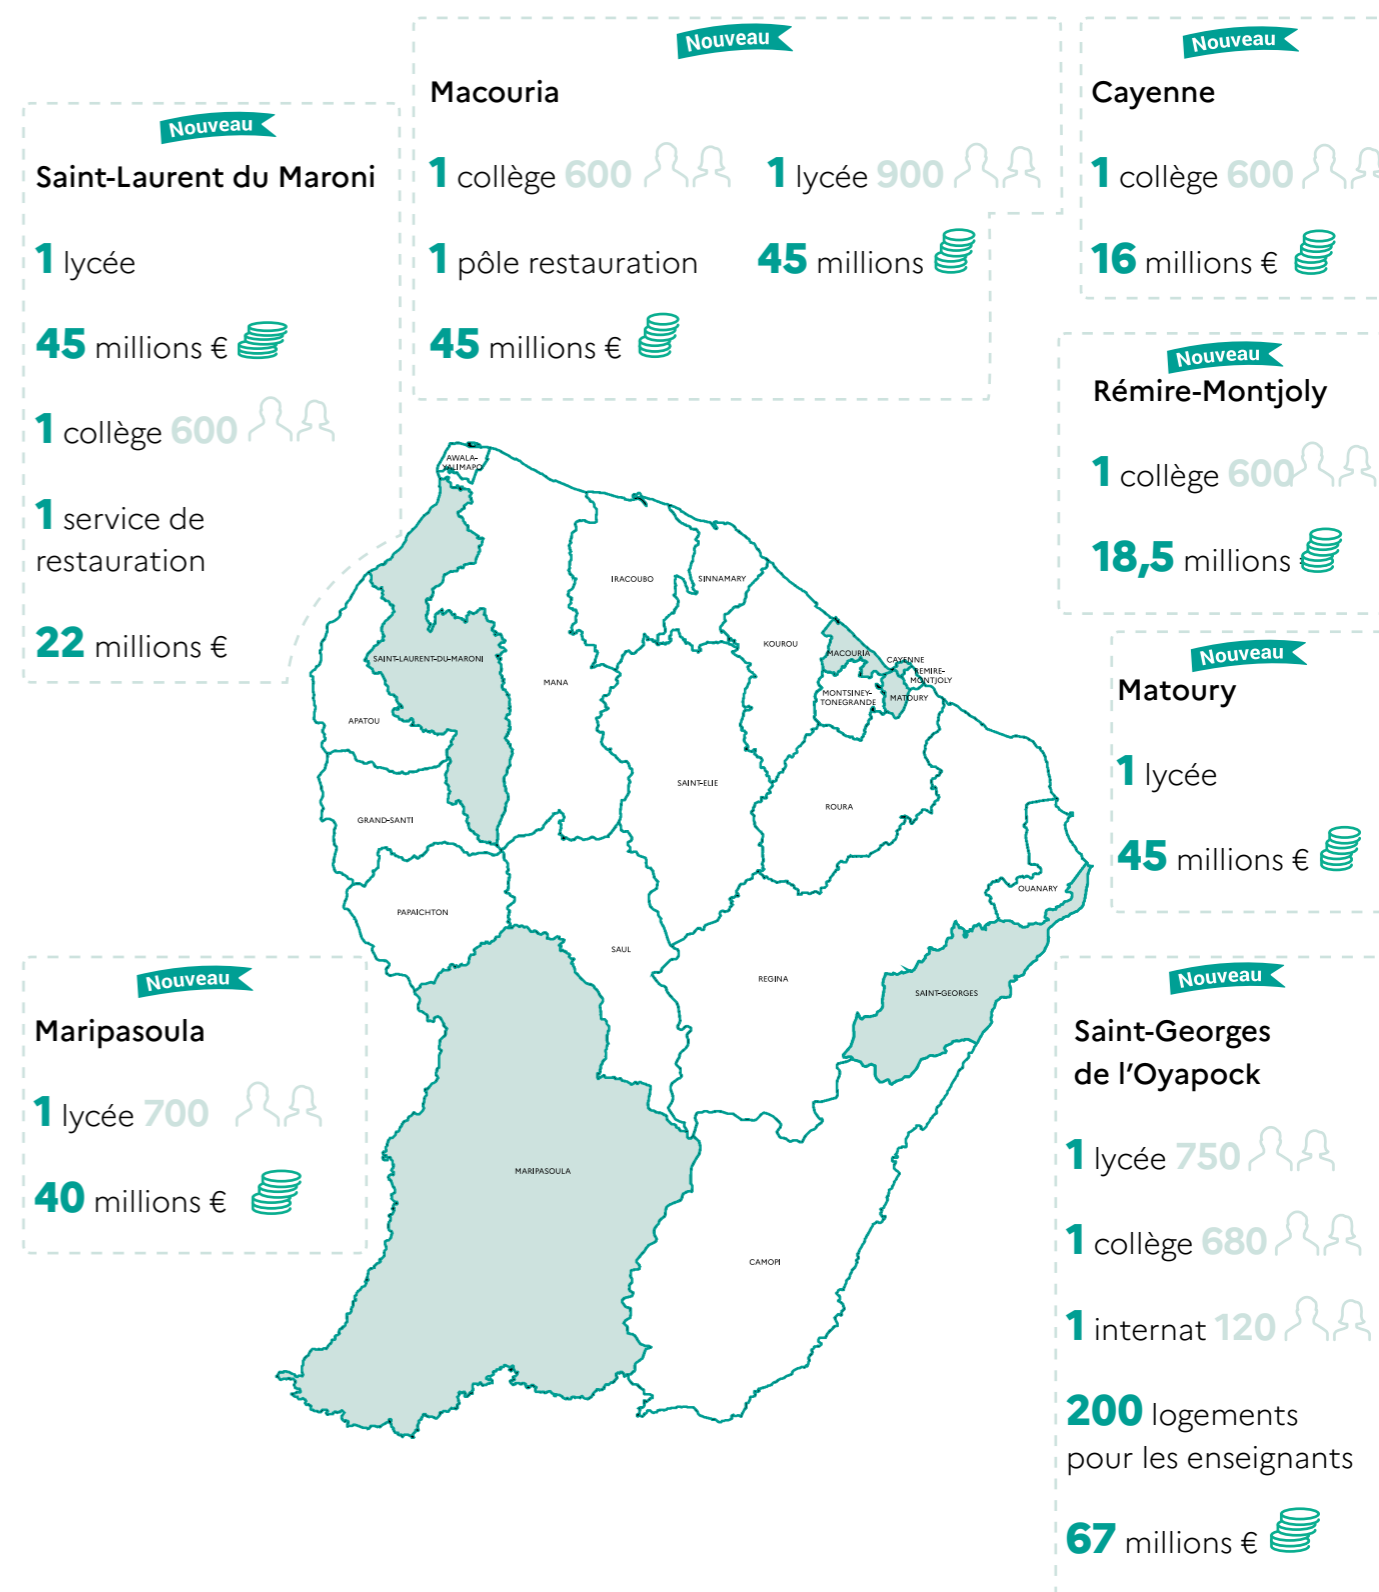 Nouveau
Saint-Laurent du Maroni
1 lycée
45 millions €
1 collège 600
1 service de
restauration
22 millions €
Nouveau
Macouria
1 collège 600
1 lycée 900
1 pôle restauration
45 millions
45 millions €
Nouveau
Cayenne
1 collège 600
16 millions €
Nouveau
Rémire-Montjoly
1 collège 600
18,5 millions
Nouveau
Matoury
1 lycée
45 millions €
Nouveau
Saint-Georges
de l'Oyapock
1 lycée 750
1 collège 680
1 internat 120
200 logements
pour les enseignants
67 millions €
Nouveau
Maripasoula
1 lycée 700
40 millions €
AWALA-
YALIMAPO
IRACOUBO
SINNAMARY
KOUROU
MACOURIA
CAYENNE
REMIRE-
MONTJOLY
MONTSINEY-
TONEGRANDE
MATOURY
SAINT-LAURENT-DU-MARONI
MANA
APATOU
SAINT-ELIE
ROURA
GRAND-SANTI
OUANARY
PAPAICHTON
SAUL
REGINA
SAINT-GEORGES
MARIPASOULA
CAMOPI